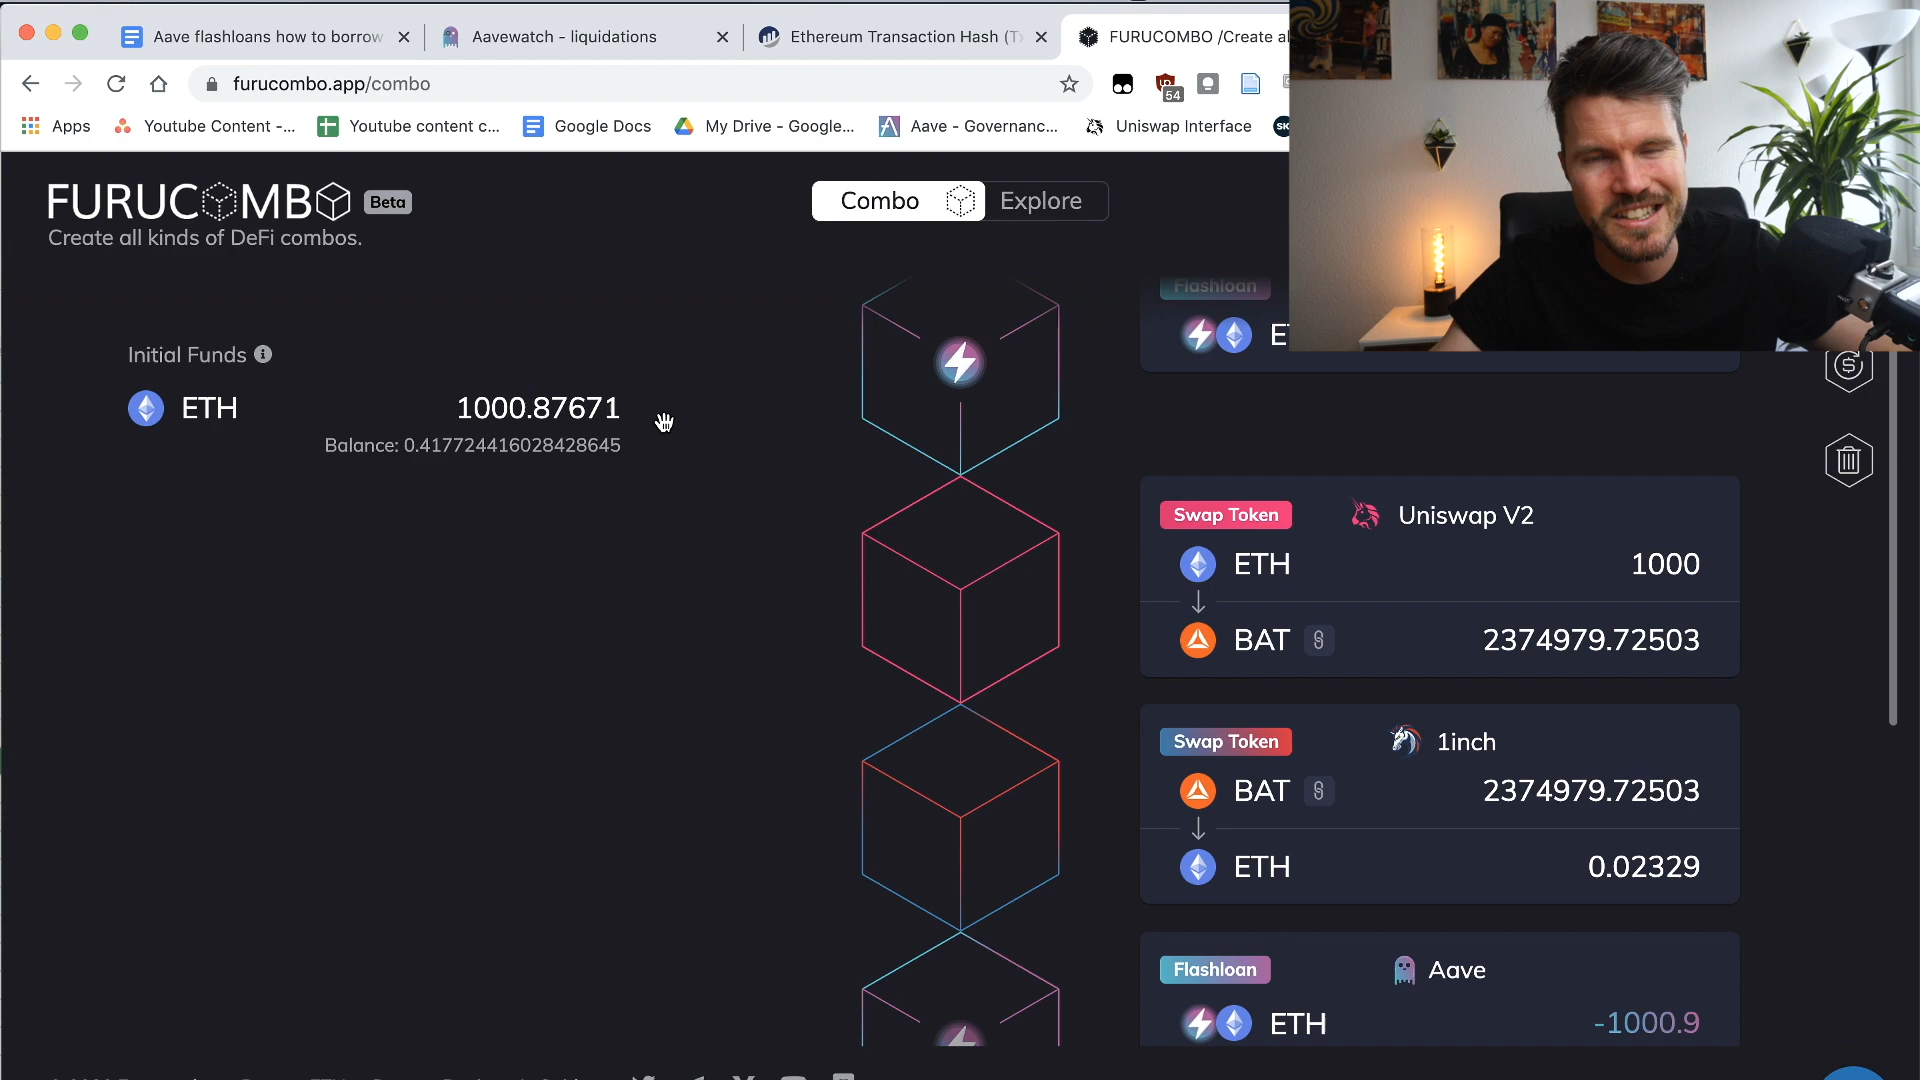 Aave flashloans how to borrow
Aavewatch - liquidations
Ethereum Transaction Hash (Tx
FURUCOMBO /Create al
furucombo.app/combo
54
Apps
Youtube Content -...
Youtube content c...
Google Docs
My Drive - Google...
Aave - Governanc...
Uniswap Interface
SK
FURUCOMBO Beta
Create all kinds of DeFi combos.
Combo
Explore
Flashloan
Initial Funds
ETH 1000.87671
Balance: 0.417724416028428645
Swap Token Uniswap V2
ETH 1000
BAT 2374979.72503
Swap Token 1inch
BAT 2374979.72503
ETH 0.02329
Flashloan Aave
ETH -1000.9